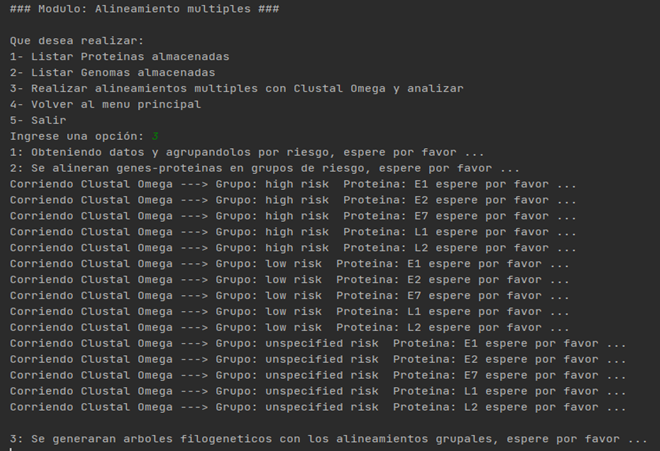 ### Modulo: Alineamiento multiples ###
Que desea realizar:
1- Listar Proteinas almacenadas
2- Listar Genomas almacenadas
3- Realizar alineamientos multiples con Clustal Omega y analizar
4- Volver al menu principal
5- Salir
Ingrese una opción: 3
1: Obteniendo datos y agrupandolos por riesgo, espere por favor ...
2: Se alineran genes-proteinas en grupos de riesgo, espere por favor ...
Corriendo Clustal Omega ---> Grupo: high risk  Proteina: E1 espere por favor ...
Corriendo Clustal Omega ---> Grupo: high risk  Proteina: E2 espere por favor ...
Corriendo Clustal Omega ---> Grupo: high risk  Proteina: E7 espere por favor ...
Corriendo Clustal Omega ---> Grupo: high risk  Proteina: L1 espere por favor ...
Corriendo Clustal Omega ---> Grupo: high risk  Proteina: L2 espere por favor ...
Corriendo Clustal Omega ---> Grupo: low risk  Proteina: E1 espere por favor ...
Corriendo Clustal Omega ---> Grupo: low risk  Proteina: E2 espere por favor ...
Corriendo Clustal Omega ---> Grupo: low risk  Proteina: E7 espere por favor ...
Corriendo Clustal Omega ---> Grupo: low risk  Proteina: L1 espere por favor ...
Corriendo Clustal Omega ---> Grupo: low risk  Proteina: L2 espere por favor ...
Corriendo Clustal Omega ---> Grupo: unspecified risk  Proteina: E1 espere por favor ...
Corriendo Clustal Omega ---> Grupo: unspecified risk  Proteina: E2 espere por favor ...
Corriendo Clustal Omega ---> Grupo: unspecified risk  Proteina: E7 espere por favor ...
Corriendo Clustal Omega ---> Grupo: unspecified risk  Proteina: L1 espere por favor ...
Corriendo Clustal Omega ---> Grupo: unspecified risk  Proteina: L2 espere por favor ...
3: Se generaran arboles filogeneticos con los alineamientos grupales, espere por favor ...